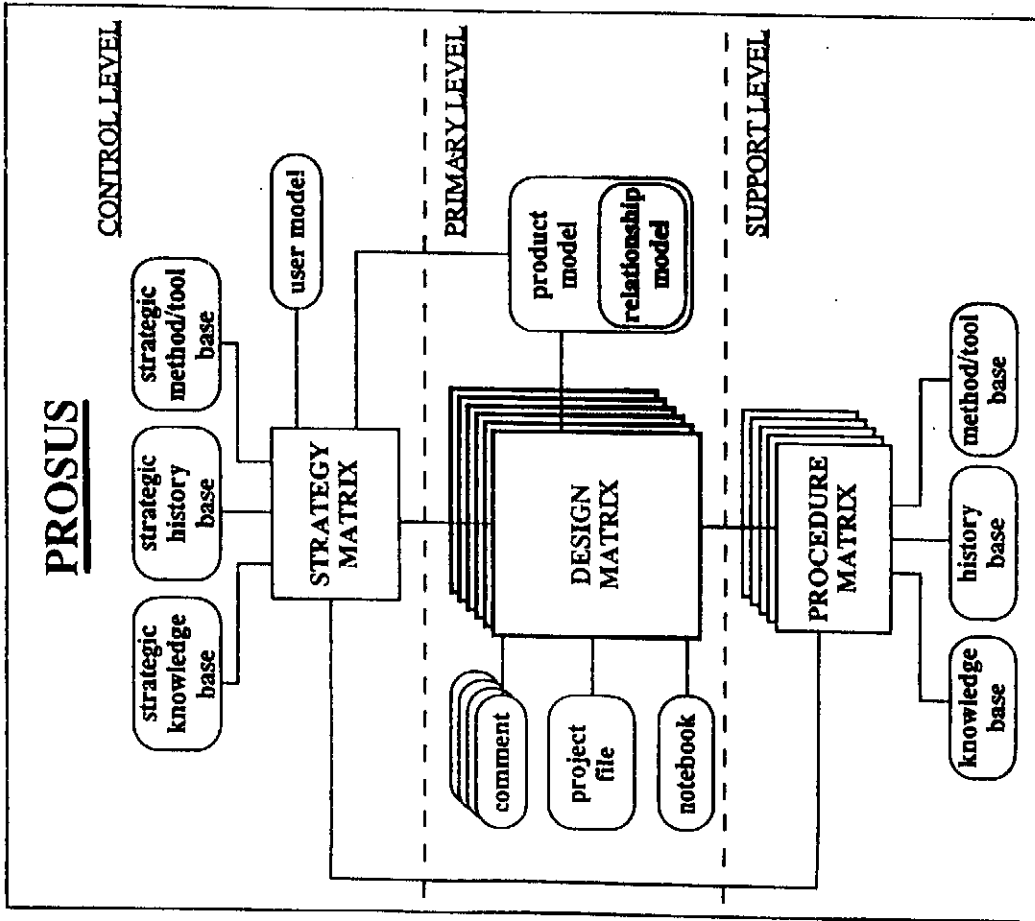 PROSUS
CONTROL LEVEL
strategic
knowledge
base
strategic
history
base
strategic
method/tool
base
STRATEGY
MATRIX
user model
PRIMARY LEVEL
comment
project
file
notebook
DESIGN
MATRIX
product
model
relationship
model
SUPPORT LEVEL
PROCEDURE
MATRIX
knowledge
base
history
base
method/tool
base